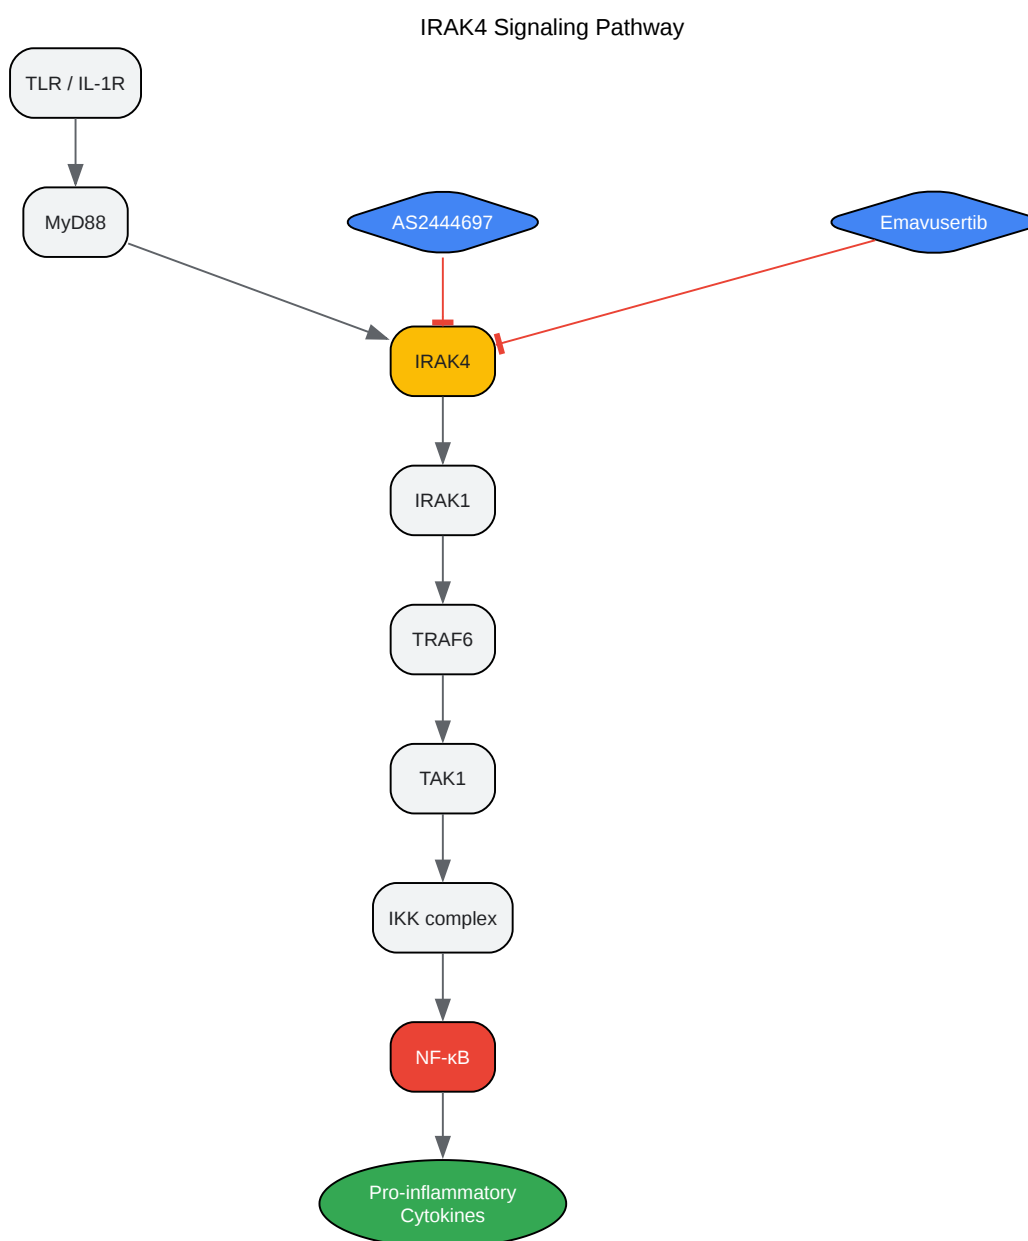 IRAK4 Signaling Pathway
TLR / IL-1R
MyD88
AS2444697
Emavusertib
IRAK4
IRAK1
TRAF6
TAK1
IKK complex
NF-κB
Pro-inflammatory
Cytokines